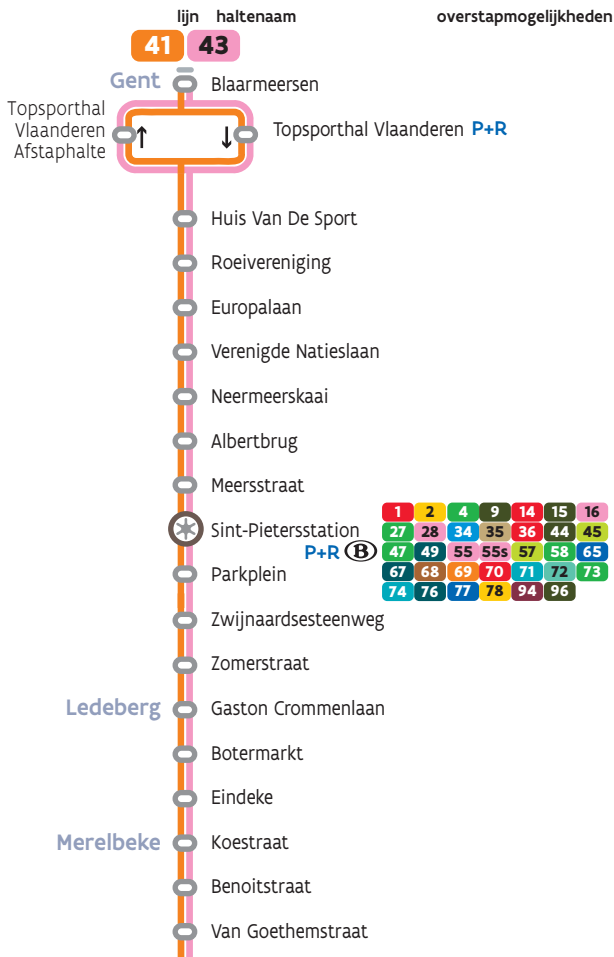 lijn haltenaam overstapmogelijkheden
41 43
Gent Blaarmeersen
Topsporthal
Vlaanderen
Afstaphalte
↑ ↓ Topsporthal Vlaanderen P+R
Huis Van De Sport
Roeivereniging
Europalaan
Verenigde Natieslaan
Neermeerskaai
Albertbrug
Meersstraat
Sint-Pietersstation
P+R B
1 2 4 9 14 15 16
27 28 34 35 36 44 45
47 49 55 55s 57 58 65
67 68 69 70 71 72 73
74 76 77 78 94 96
Parkplein
Zwijnaardsesteenweg
Zomerstraat
Ledeberg Gaston Crommenlaan
Botermarkt
Eindeke
Merelbeke Koestraat
Benoitstraat
Van Goethemstraat